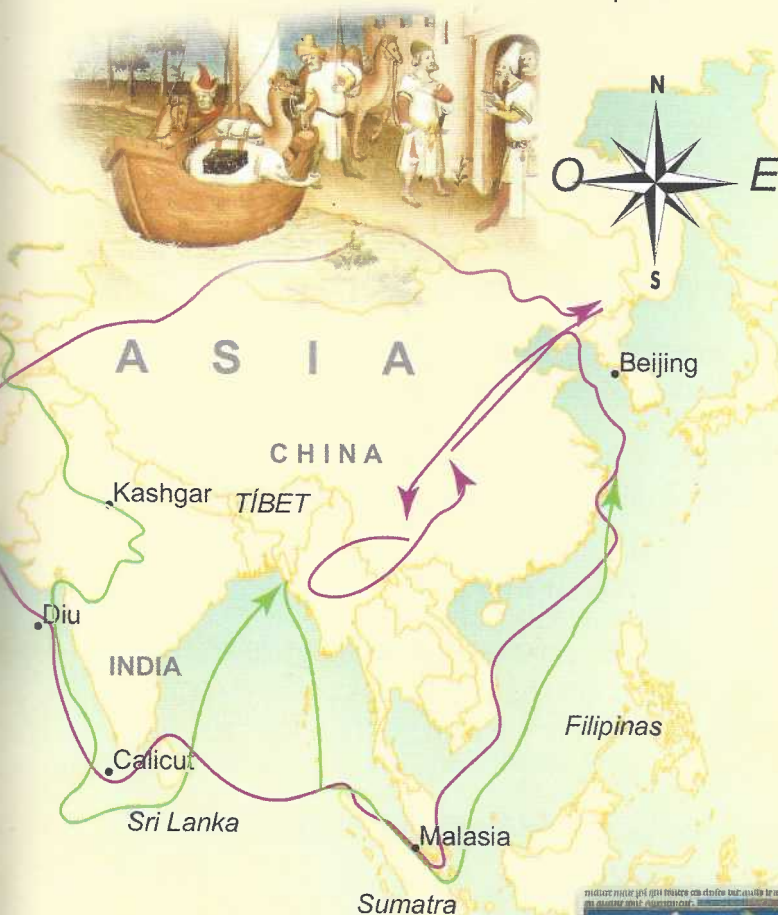 N
O
E
S
A S I A
Beijing
CHINA
Kashgar
TÍBET
Diu
INDIA
Filipinas
Calicut
Sri Lanka
Malasia
Sumatra